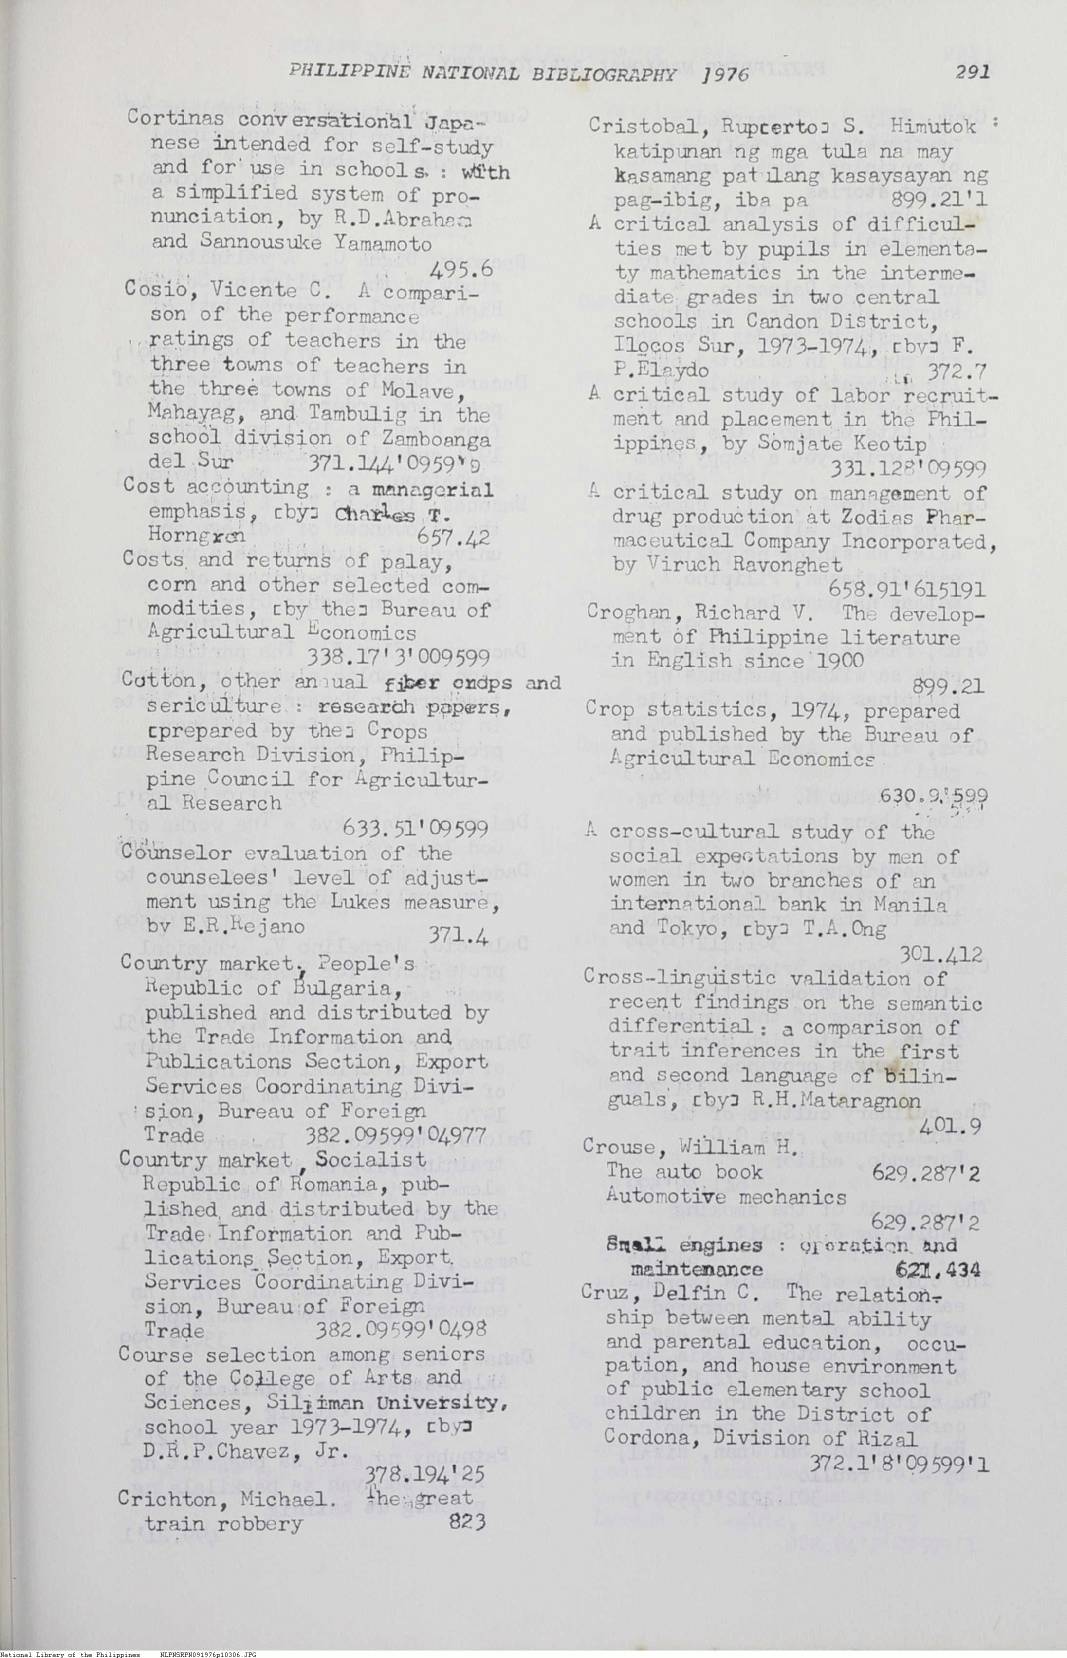 PHILIPPINE NATIONAL BIBLIOGRAPHY 1976
291
Cortinas conversational Japa-
nese intended for self-study
and for use in schools. : with
a simplified system of pro-
nunciation, by R.D.Abraham
and Sannousuke Yamamoto
495.6
Cosio, Vicente C. A compari-
son of the performance
ratings of teachers in the
three towns of teachers in
the three towns of Molave,
Mahayag, and Tambulig in the
school division of Zamboanga
del Sur 371.144'09599
Cost accounting : a managerial
emphasis, [by] Charles T.
Horngren 657.42
Costs and returns of palay,
corn and other selected com-
modities, [by the] Bureau of
Agricultural Economics
338.17'3'009599
Cotton, other annual fiber crops and
sericulture : research papers,
[prepared by the] Crops
Research Division, Philip-
pine Council for Agricultur-
al Research
633.51'09599
Counselor evaluation of the
counselees' level of adjust-
ment using the Lukes measure,
by E.R.Rejano 371.4
Country market, People's
Republic of Bulgaria,
published and distributed by
the Trade Information and
Publications Section, Export
Services Coordinating Divi-
sion, Bureau of Foreign
Trade 382.09599'04977
Country market, Socialist
Republic of Romania, pub-
lished and distributed by the
Trade Information and Pub-
lications Section, Export
Services Coordinating Divi-
sion, Bureau of Foreign
Trade 382.09599'0498
Course selection among seniors
of the College of Arts and
Sciences, Silliman University,
school year 1973-1974, [by]
D.R.P.Chavez, Jr.
378.194'25
Crichton, Michael. The great
train robbery 823
Cristobal, Rup[erto] S. Himutok :
katipunan ng mga tula na may
kasamang patulang kasaysayan ng
pag-ibig, iba pa 899.21'1
A critical analysis of difficul-
ties met by pupils in elementa-
ty mathematics in the interme-
diate grades in two central
schools in Candon District,
Ilocos Sur, 1973-1974, [by] F.
P.Elaydo 372.7
A critical study of labor recruit-
ment and placement in the Phil-
ippines, by Somjate Keotip
331.128'09599
A critical study on management of
drug production at Zodias Phar-
maceutical Company Incorporated,
by Viruch Ravonghet
658.91'615191
Croghan, Richard V. The develop-
ment of Philippine literature
in English since 1900
899.21
Crop statistics, 1974, prepared
and published by the Bureau of
Agricultural Economics
630.9'599
A cross-cultural study of the
social expectations by men of
women in two branches of an
international bank in Manila
and Tokyo, [by] T.A.Ong
301.412
Cross-linguistic validation of
recent findings on the semantic
differential : a comparison of
trait inferences in the first
and second language of bilin-
guals, [by] R.H.Mataragnon
401.9
Crouse, William H.
The auto book 629.287'2
Automotive mechanics
629.287'2
Small engines : operation and
maintenance 621.434
Cruz, Delfin C. The relation-
ship between mental ability
and parental education, occu-
pation, and house environment
of public elementary school
children in the District of
Cordona, Division of Rizal
372.1'8'09599'1
National Library of the Philippines NLPNSRPN091976p10306.JPG